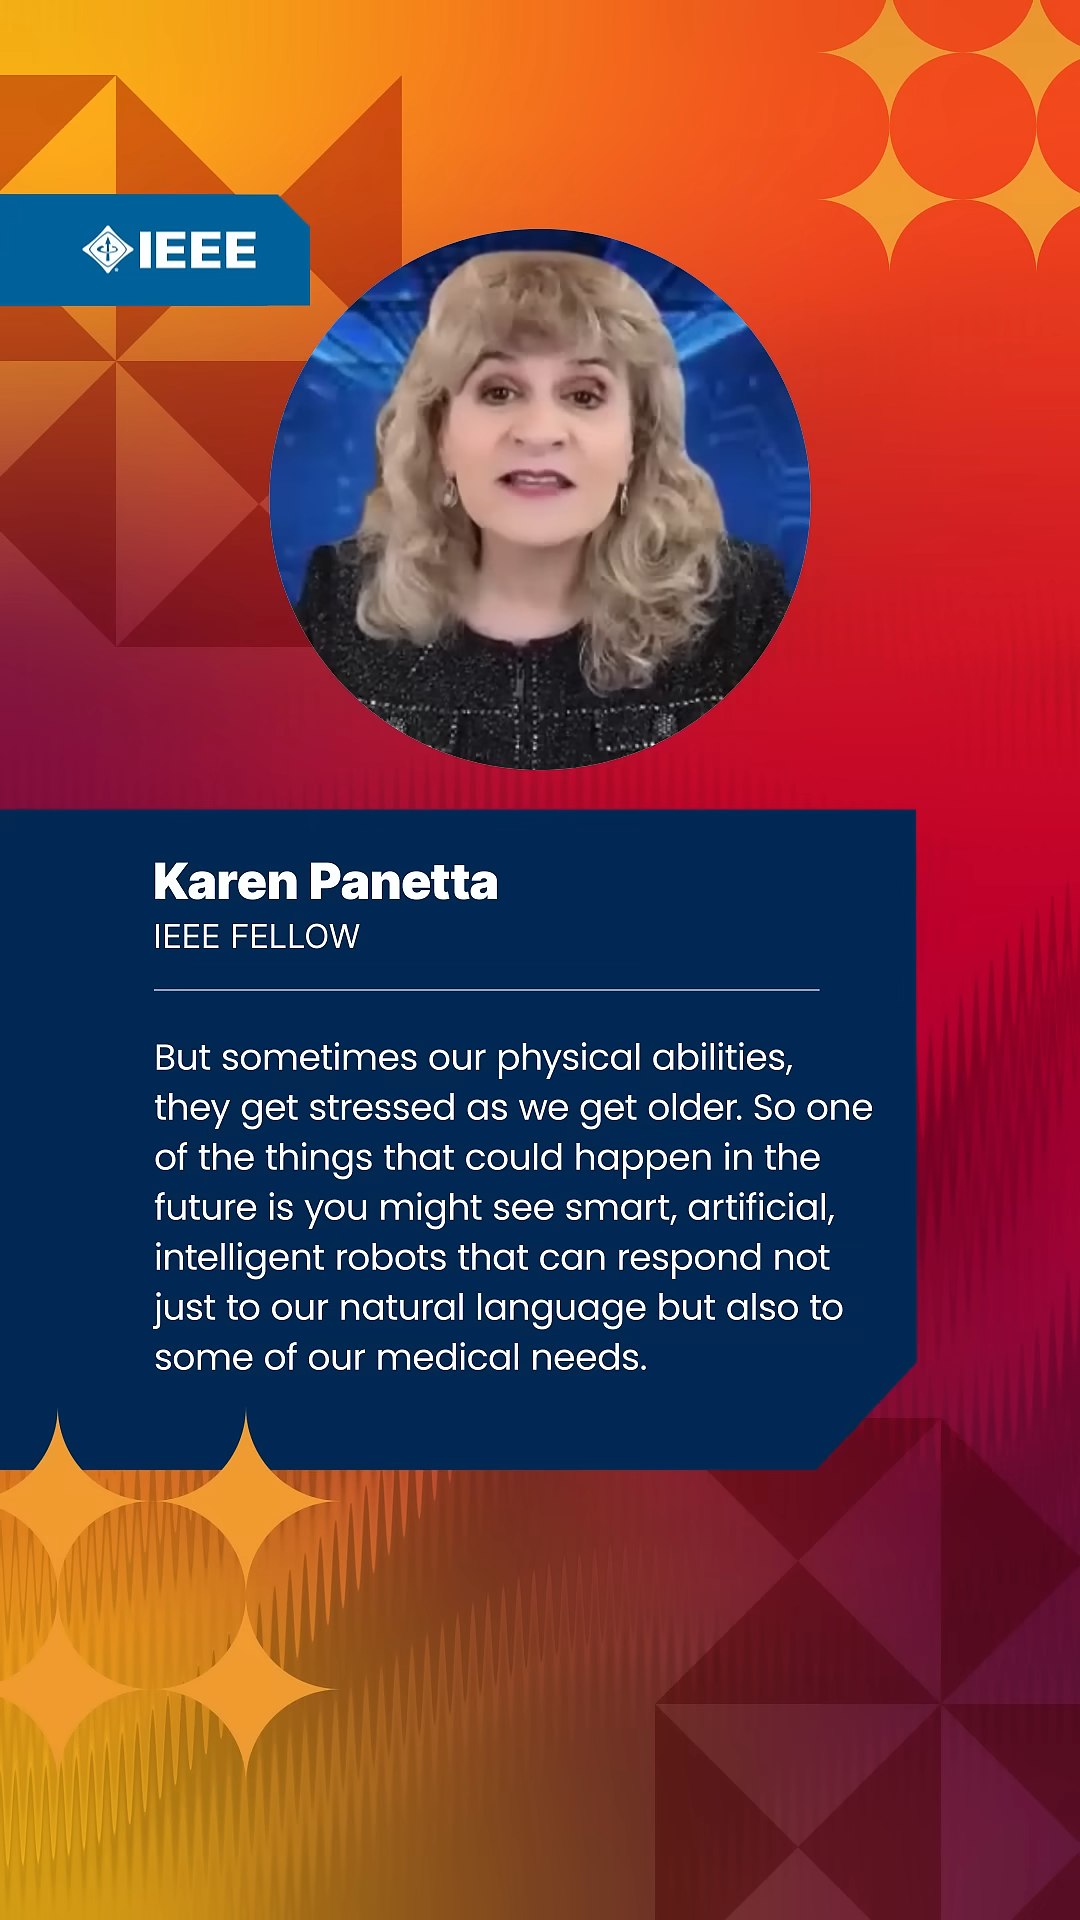 IEEE
Karen Panetta
IEEE FELLOW
But sometimes our physical abilities,
they get stressed as we get older. So one
of the things that could happen in the
future is you might see smart, artificial,
intelligent robots that can respond not
just to our natural language but also to
some of our medical needs.